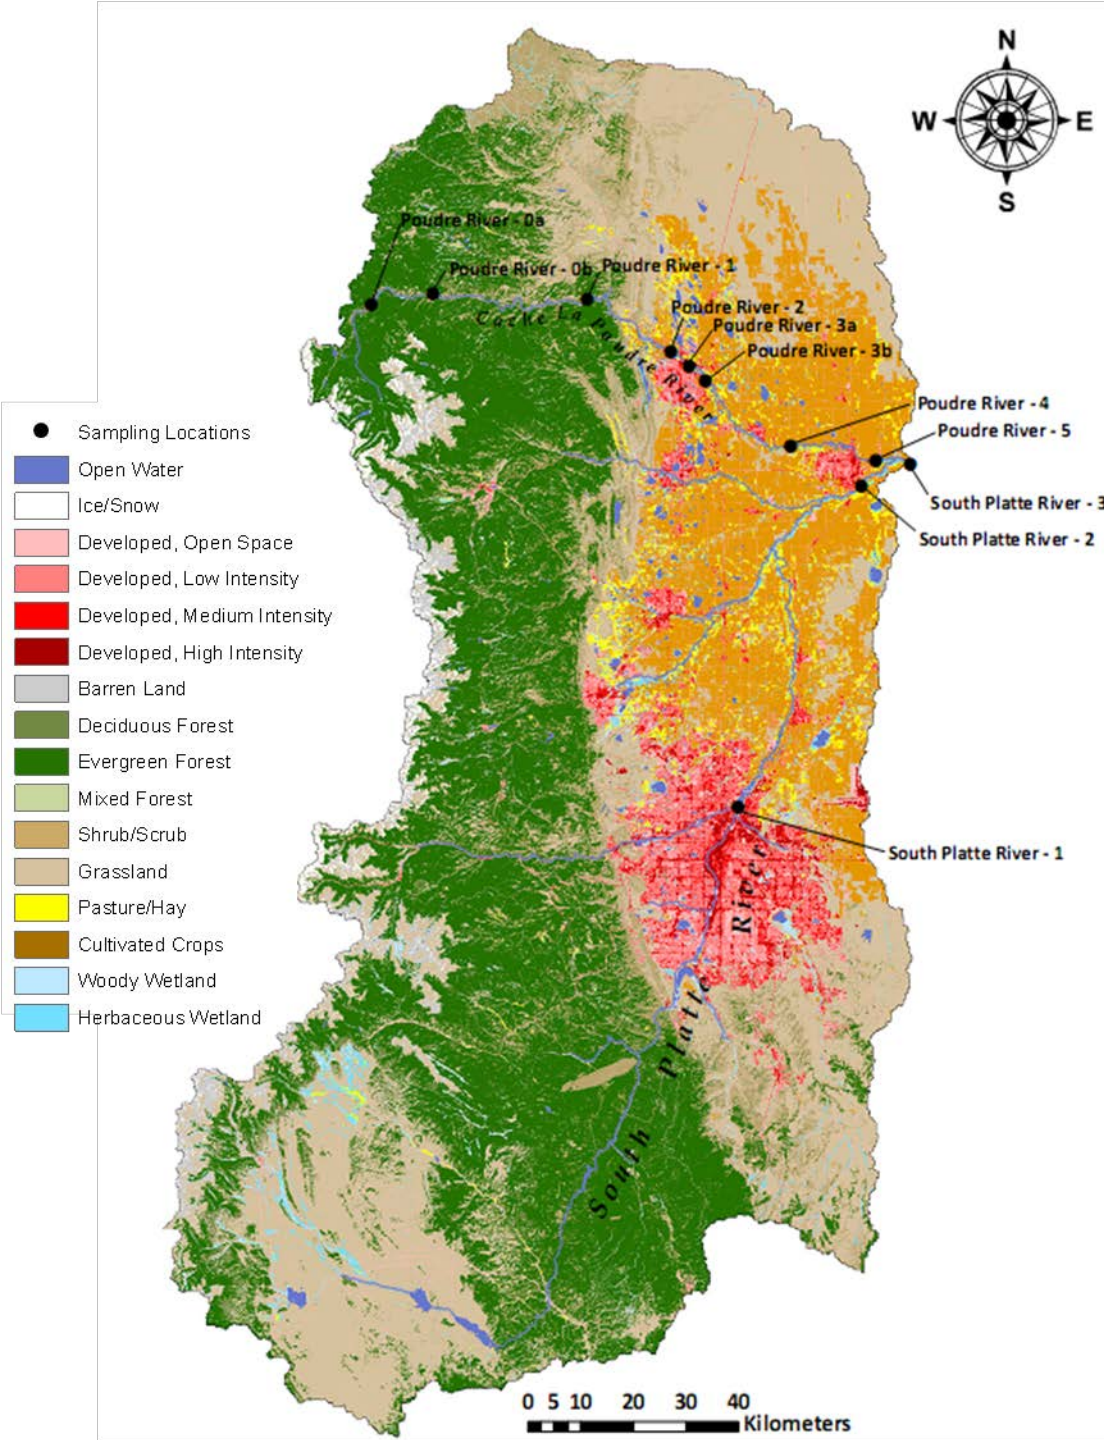 N
W E
S
Poudre River - 0a
Poudre River - 0b
Poudre River - 1
Cache La Poudre River
Poudre River - 2
Poudre River - 3a
Poudre River - 3b
Poudre River - 4
Poudre River - 5
South Platte River - 3
South Platte River - 2
South Platte River - 1
South Platte River
Sampling Locations
Open Water
Ice/Snow
Developed, Open Space
Developed, Low Intensity
Developed, Medium Intensity
Developed, High Intensity
Barren Land
Deciduous Forest
Evergreen Forest
Mixed Forest
Shrub/Scrub
Grassland
Pasture/Hay
Cultivated Crops
Woody Wetland
Herbaceous Wetland
0 5 10 20 30 40
Kilometers